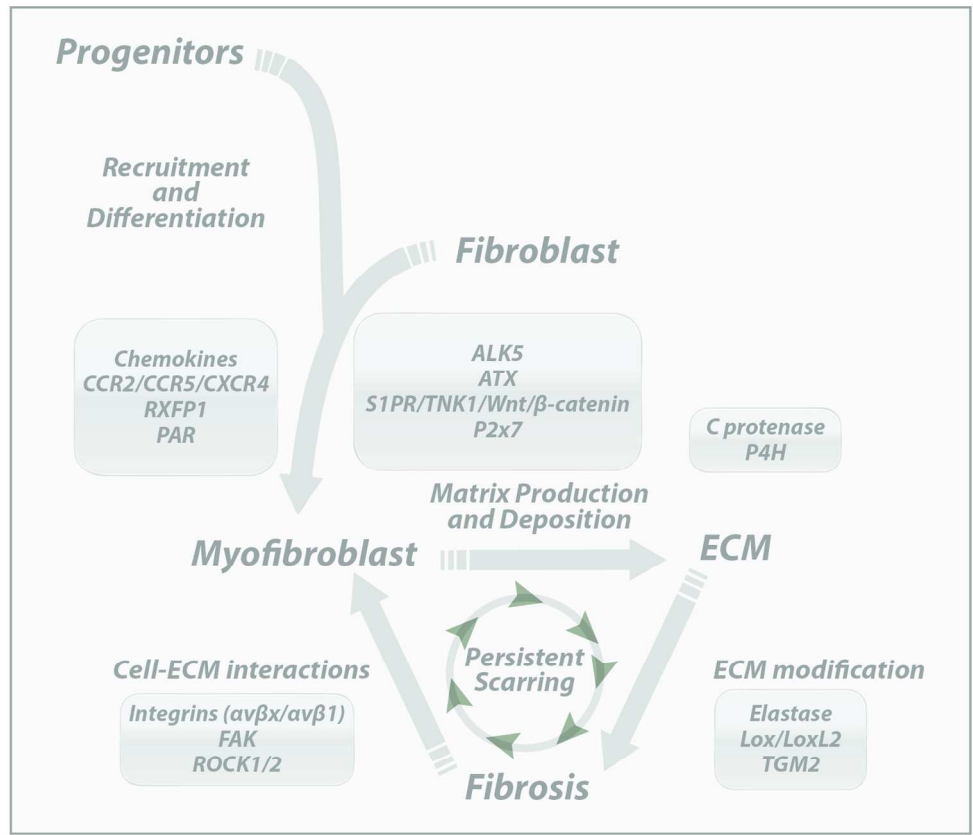 Progenitors
Recruitment
and
Differentiation
Fibroblast
Chemokines
CCR2/CCR5/CXCR4
RXFP1
PAR
ALK5
ATX
S1PR/TNK1/Wnt/β-catenin
P2x7
C protenase
P4H
Matrix Production
and Deposition
Myofibroblast
ECM
Persistent
Scarring
Cell-ECM interactions
Integrins (αvβx/αvβ1)
FAK
ROCK1/2
ECM modification
Elastase
Lox/LoxL2
TGM2
Fibrosis